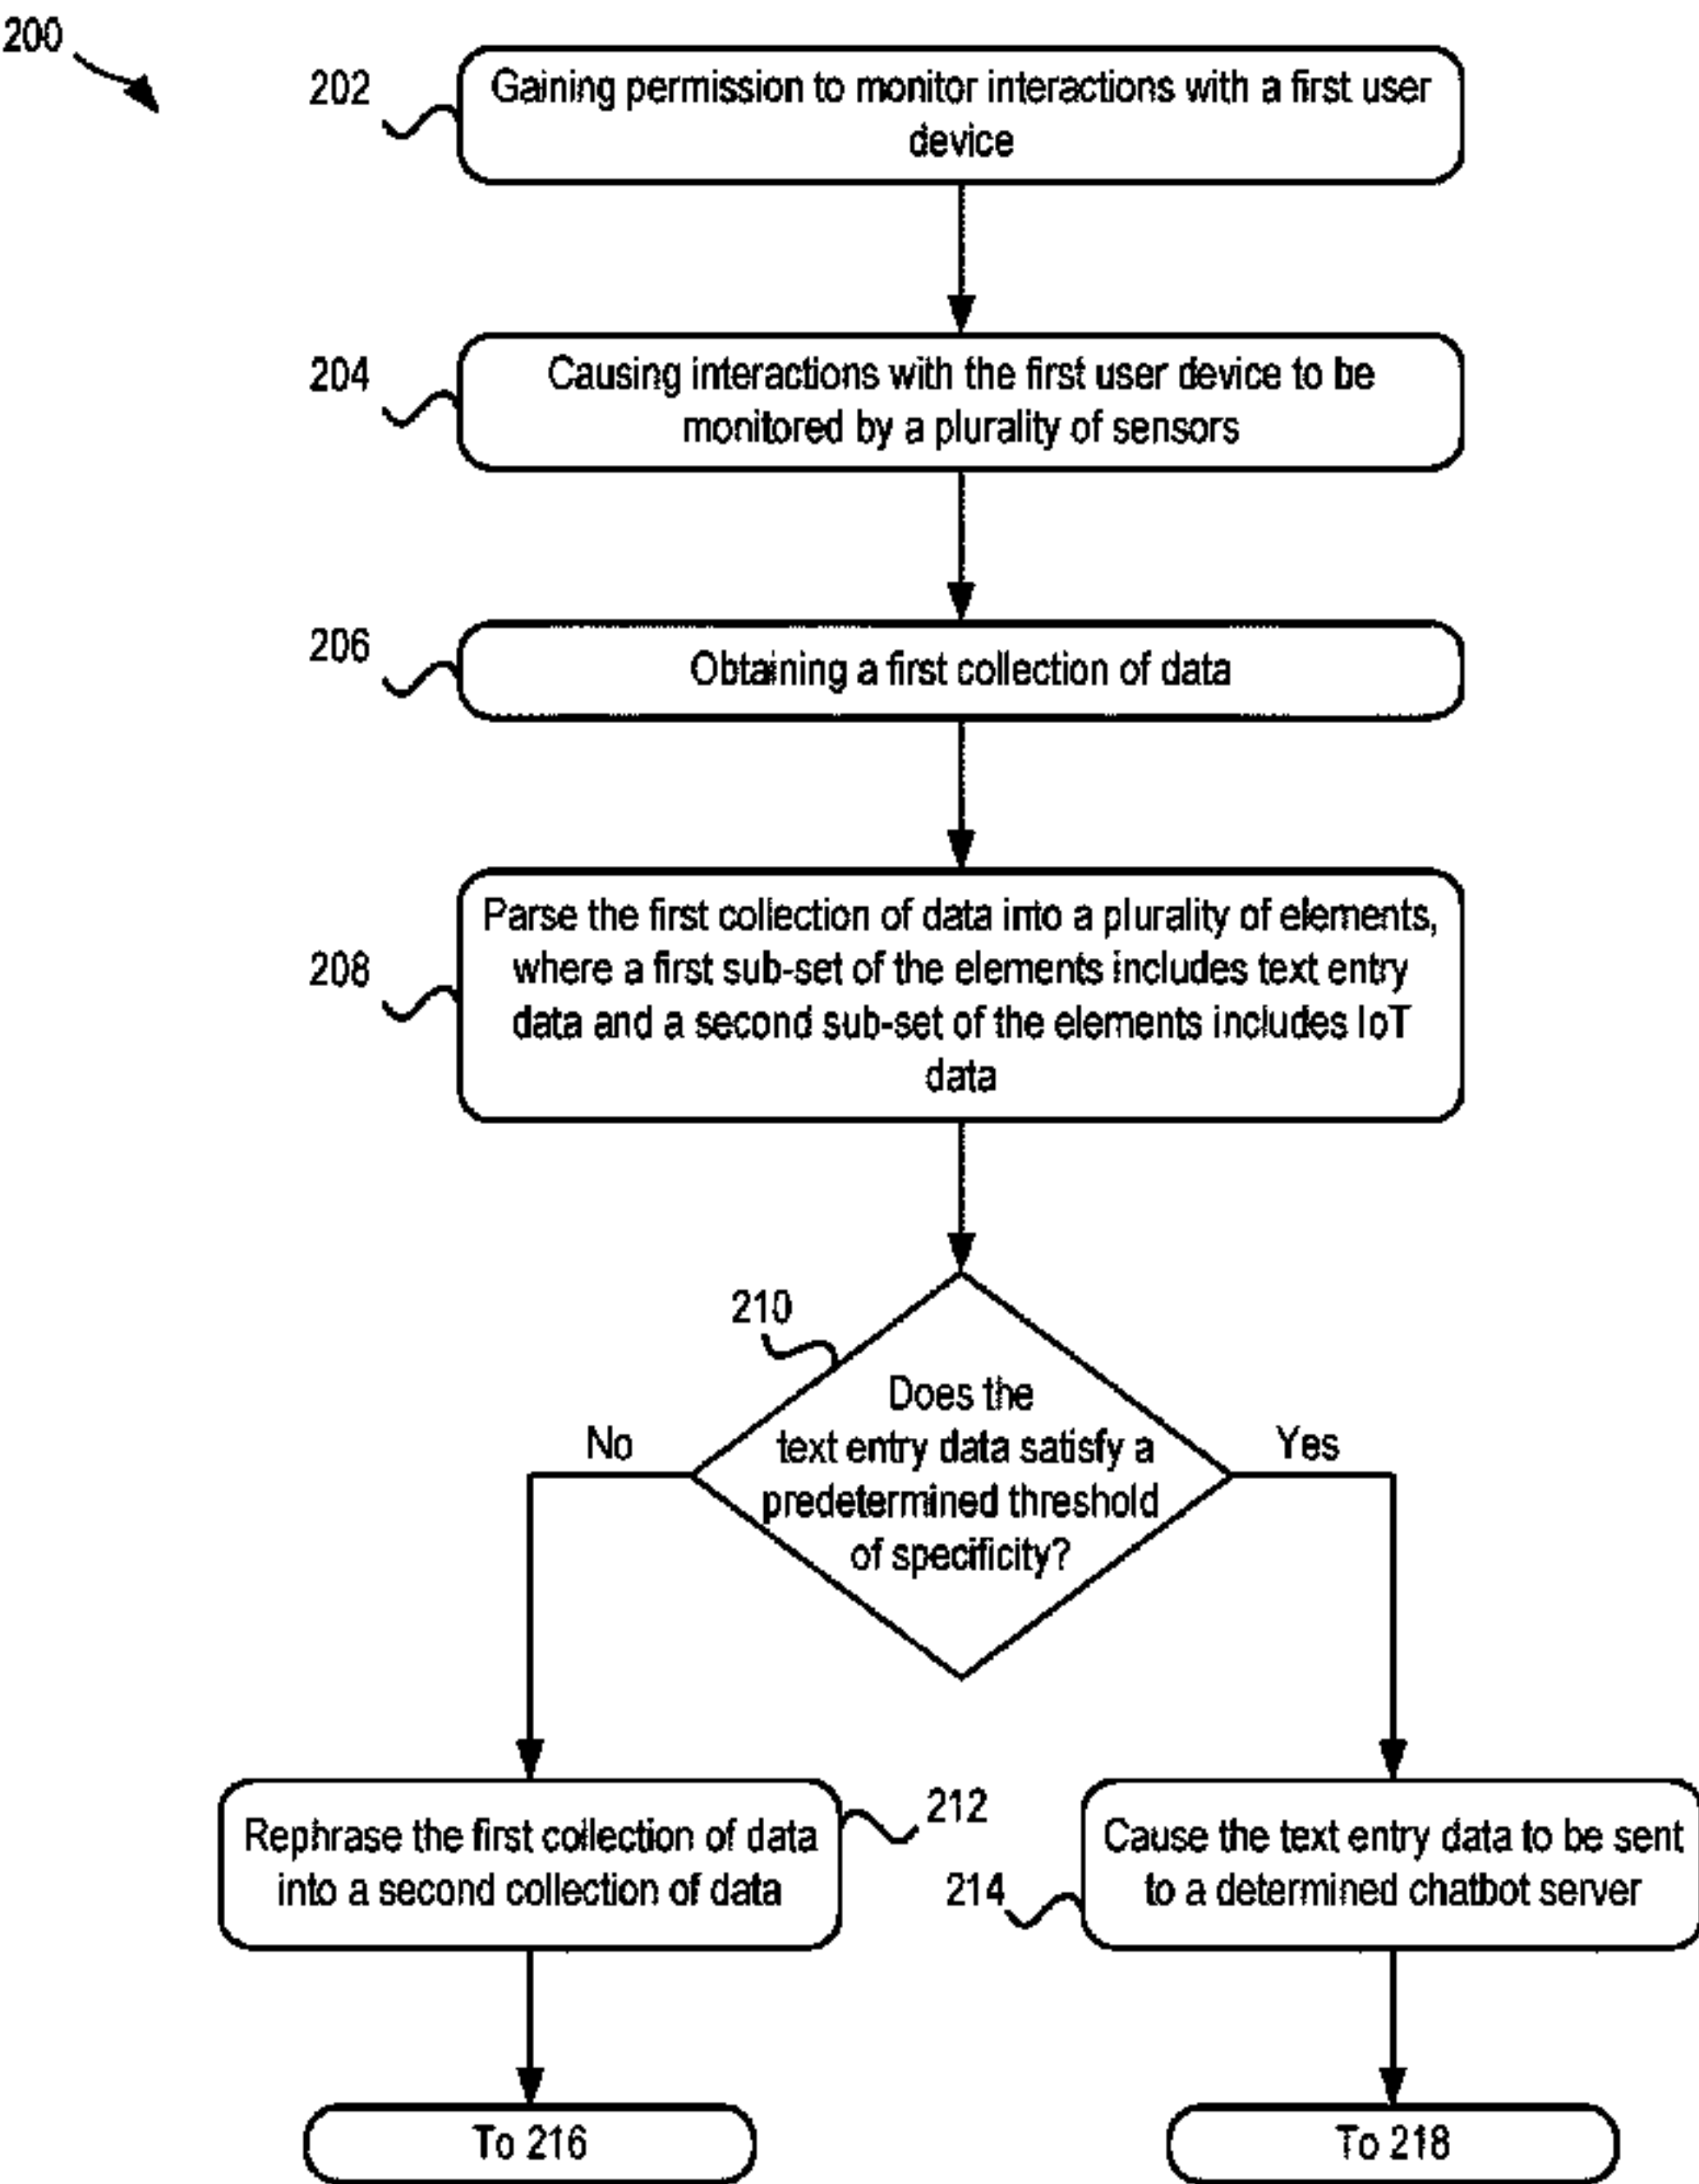 200
202
Gaining permission to monitor interactions with a first user
device
204
Causing interactions with the first user device to be
monitored by a plurality of sensors
206
Obtaining a first collection of data
208
Parse the first collection of data into a plurality of elements,
where a first sub-set of the elements includes text entry
data and a second sub-set of the elements includes IoT
data
210
Does the
text entry data satisfy a
predetermined threshold
of specificity?
No
Yes
212
Rephrase the first collection of data
into a second collection of data
214
Cause the text entry data to be sent
to a determined chatbot server
To 216
To 218